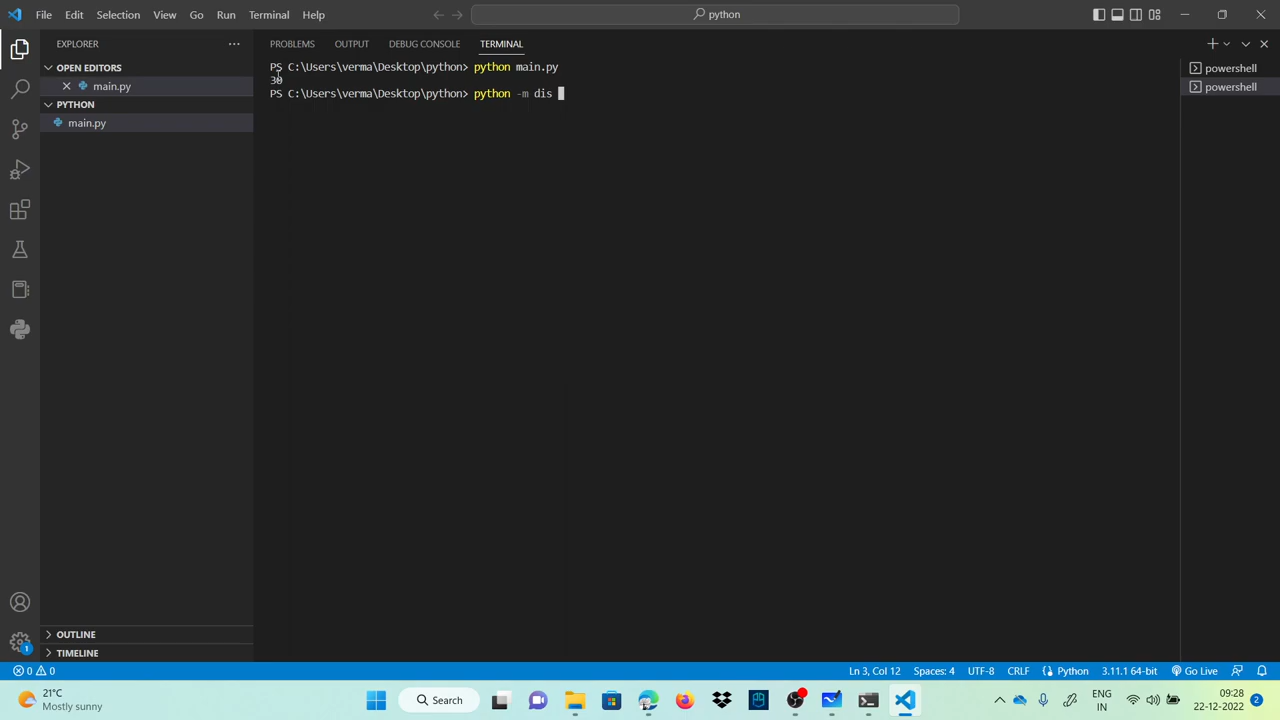 File Edit Selection View Go Run Terminal Help
python
EXPLORER
OPEN EDITORS
main.py
PYTHON
main.py
OUTLINE
TIMELINE
PROBLEMS OUTPUT DEBUG CONSOLE TERMINAL
PS C:\Users\verma\Desktop\python> python main.py
30
PS C:\Users\verma\Desktop\python> python -m dis
powershell
powershell
1
0 0 Ln 3, Col 12 Spaces: 4 UTF-8 CRLF Python 3.11.1 64-bit Go Live
21°C
Mostly sunny
Search
ENG
IN
09:28
22-12-2022
2